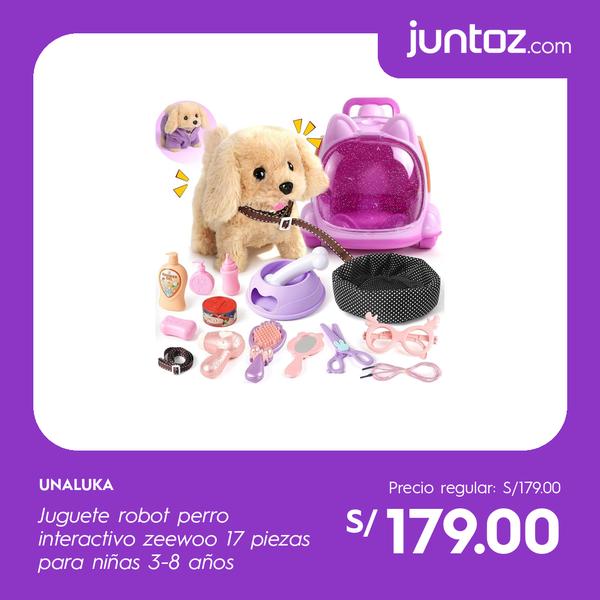 juntoz.com
UNALUKA
Juguete robot perro
interactivo zeewoo 17 piezas
para niñas 3-8 años
Precio regular: S/179.00
S/179.00